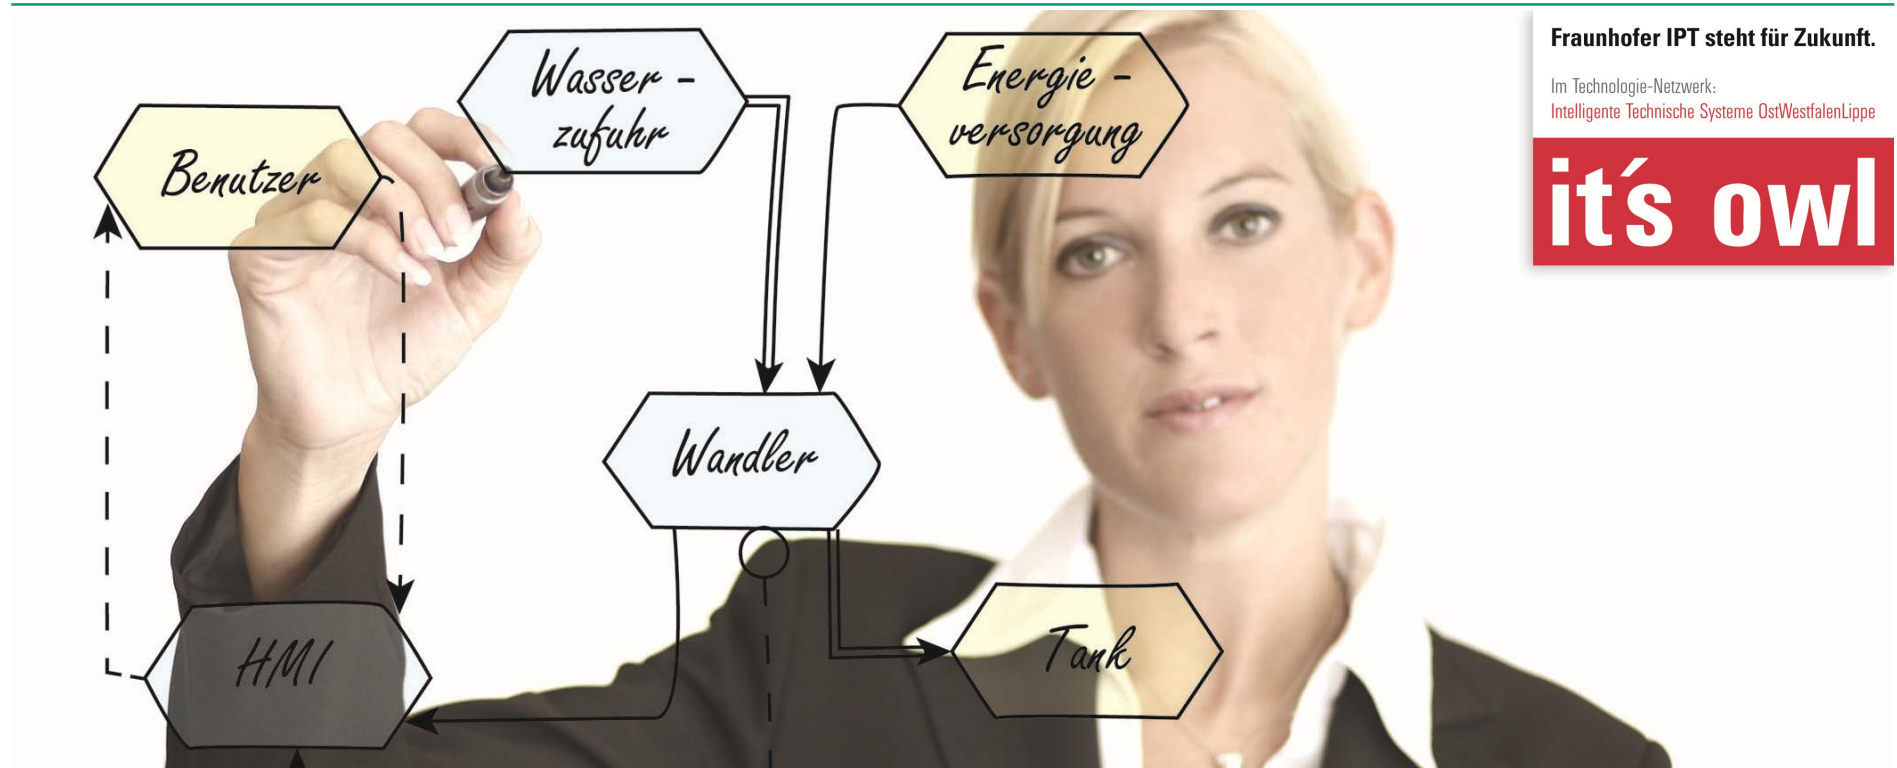 Fraunhofer IPT steht für Zukunft.
Im Technologie-Netzwerk:
Intelligente Technische Systeme OstWestfalenLippe
it´s owl
Wasser -
zufuhr
Energie -
versorgung
Benutzer
Wandler
HMI
Tank